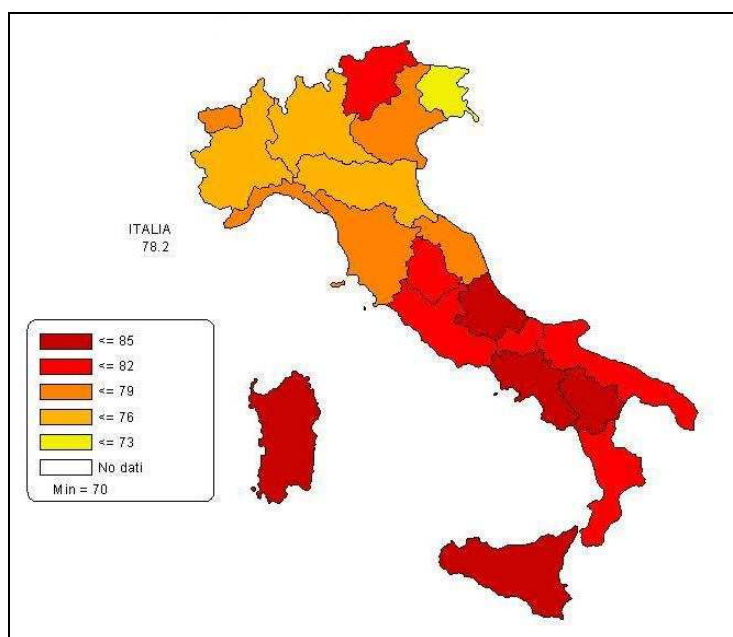 ITALIA
78.2
<= 85
<= 82
<= 79
<= 76
<= 73
No dati
Min = 70